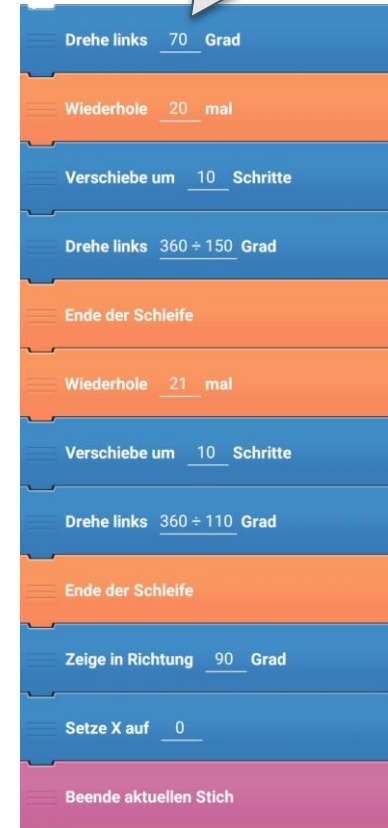 Drehe links 70 Grad
Wiederhole 20 mal
Verschiebe um 10 Schritte
Drehe links 360 ÷ 150 Grad
Ende der Schleife
Wiederhole 21 mal
Verschiebe um 10 Schritte
Drehe links 360 ÷ 110 Grad
Ende der Schleife
Zeige in Richtung 90 Grad
Setze X auf 0
Beende aktuellen Stich